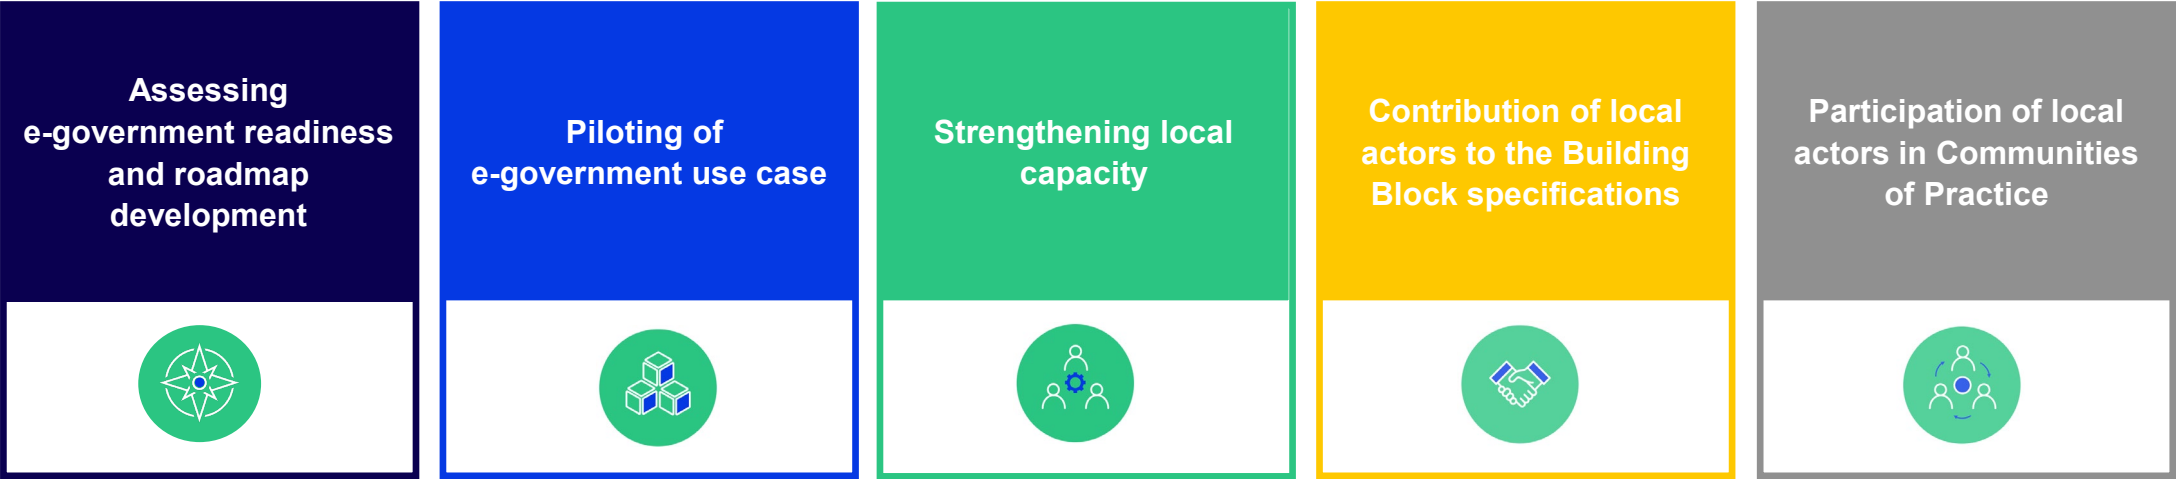 Assessing
e-government readiness
and roadmap
development
Piloting of
e-government use case
Strengthening local
capacity
Contribution of local
actors to the Building
Block specifications
Participation of local
actors in Communities
of Practice